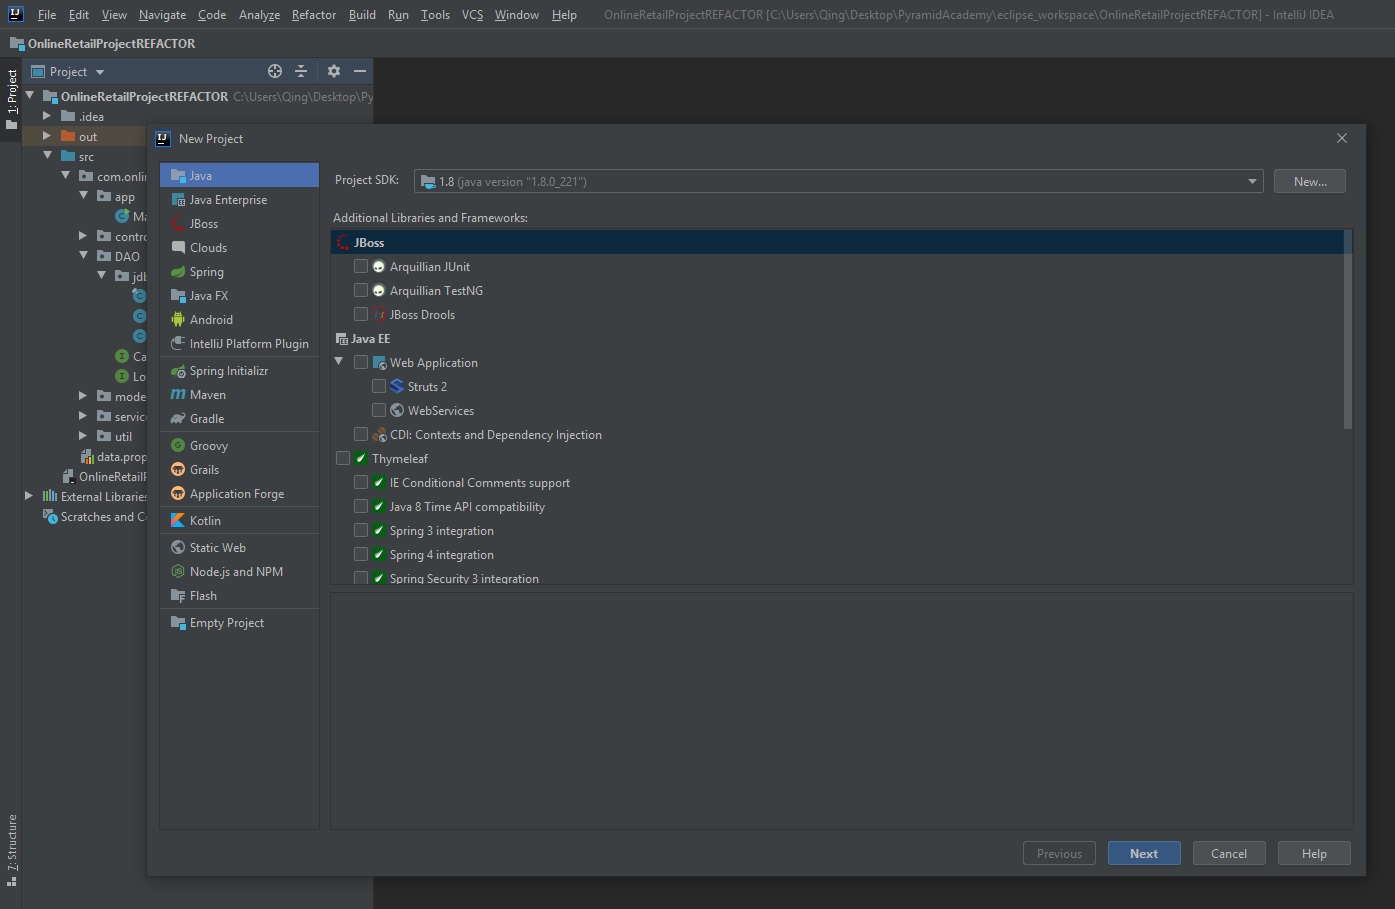 File Edit View Navigate Code Analyze Refactor Build Run Tools VCS Window Help OnlineRetailProjectREFACTOR [C:\Users\Qing\Desktop\PyramidAcademy\eclipse_workspace\OnlineRetailProjectREFACTOR] - IntelliJ IDEA
OnlineRetailProjectREFACTOR
1: Project
7: Structure
Project
OnlineRetailProjectREFACTOR C:\Users\Qing\Desktop\Py
.idea
out
src
com.onli
app
Ma
contro
DAO
jdb
Ca
Lo
mode
servic
util
data.prop
OnlineRetailP
External Libraries
Scratches and Co
New Project
Java
Java Enterprise
JBoss
Clouds
Spring
Java FX
Android
IntelliJ Platform Plugin
Spring Initializr
Maven
Gradle
Groovy
Grails
Application Forge
Kotlin
Static Web
Node.js and NPM
Flash
Empty Project
Project SDK: 1.8 (java version "1.8.0_221") New...
Additional Libraries and Frameworks:
JBoss
Arquillian JUnit
Arquillian TestNG
JBoss Drools
Java EE
Web Application
Struts 2
WebServices
CDI: Contexts and Dependency Injection
Thymeleaf
IE Conditional Comments support
Java 8 Time API compatibility
Spring 3 integration
Spring 4 integration
Spring Security 3 integration
Previous Next Cancel Help